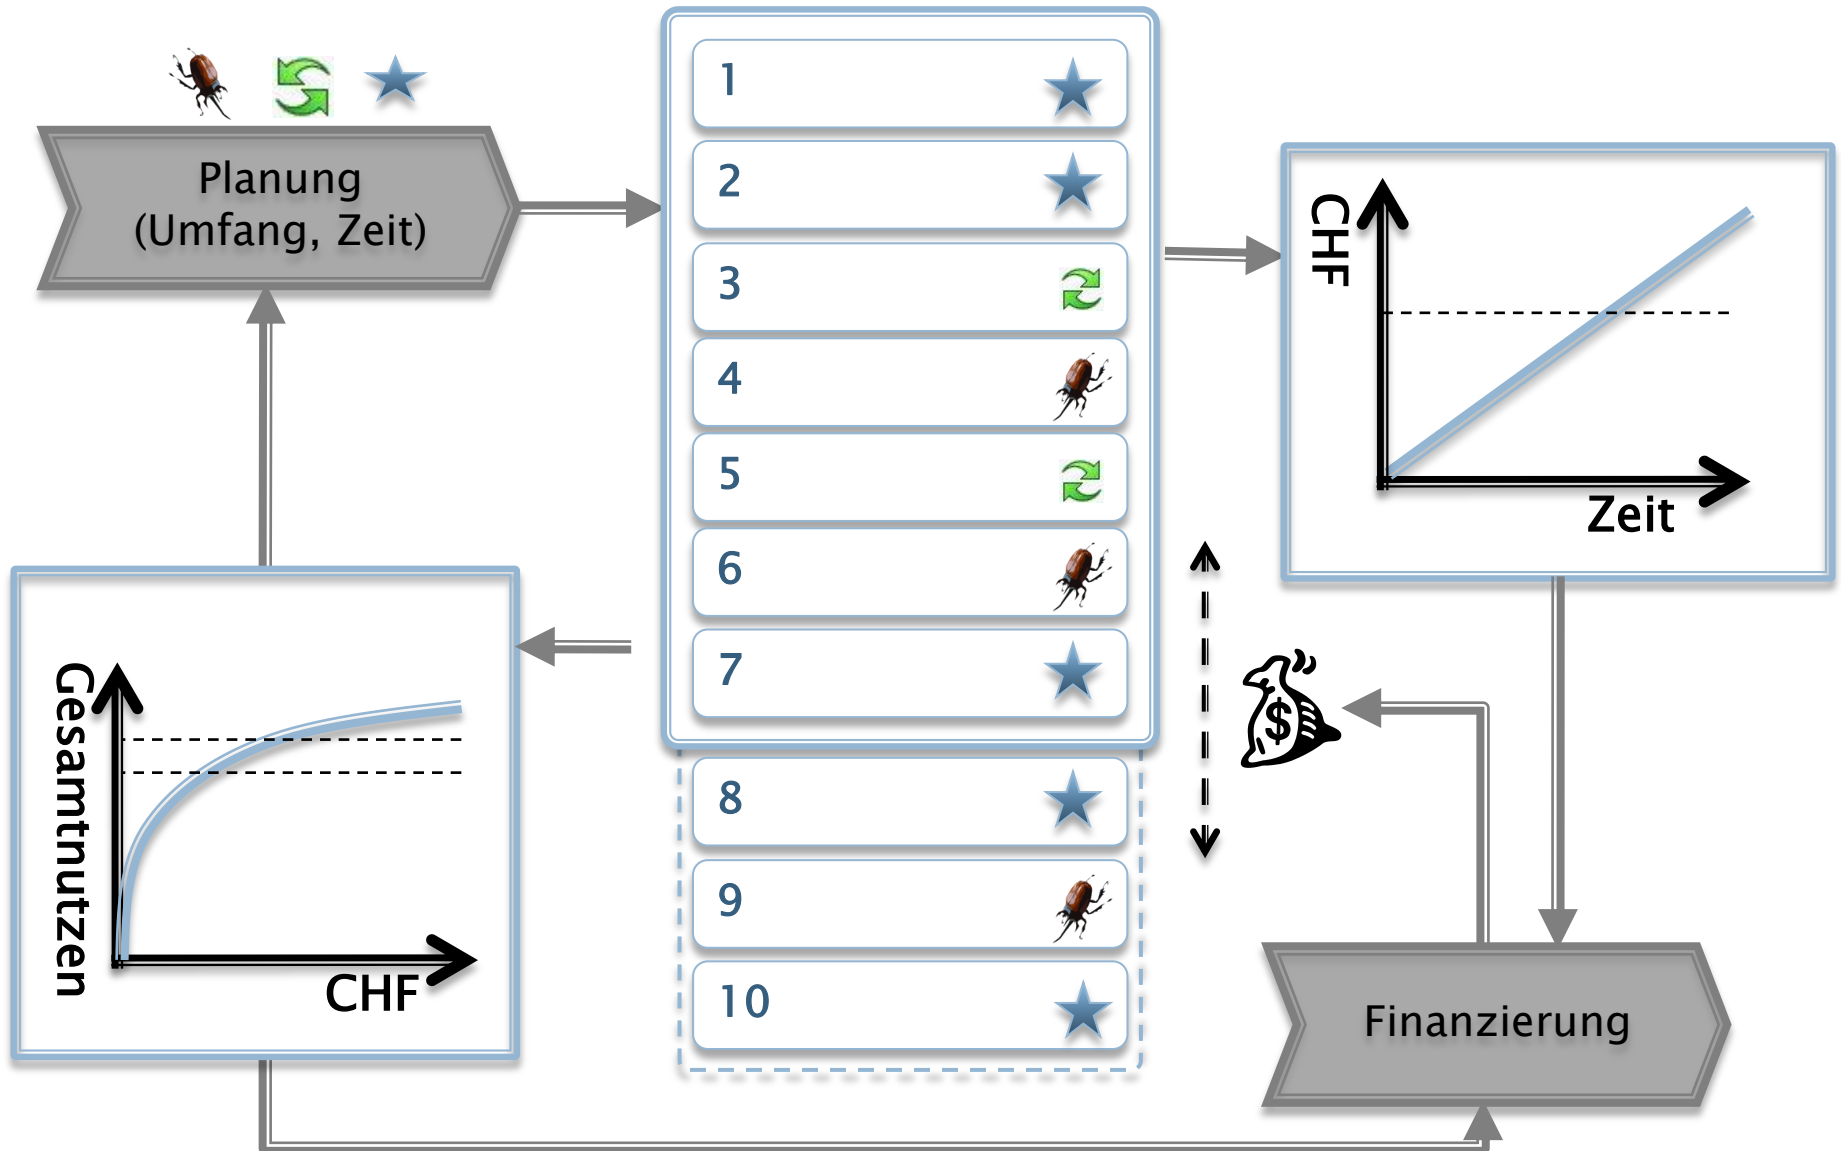 Planung
(Umfang, Zeit)
1
2
3
4
5
6
7
8
9
10
CHF
Zeit
$
Gesamtnutzen
CHF
Finanzierung